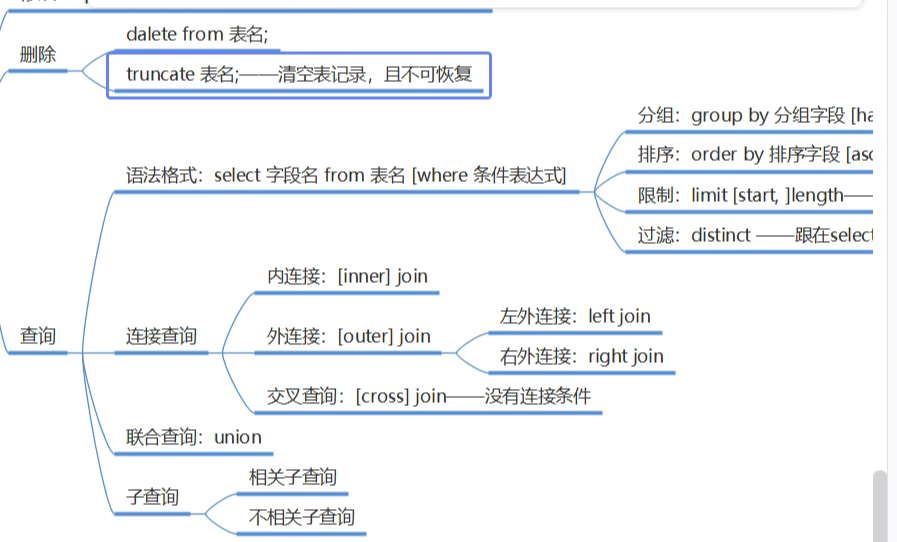 删除
dalete from 表名;
truncate 表名;——清空表记录，且不可恢复
分组：group by 分组字段 [ha
排序：order by 排序字段 [asc
语法格式：select 字段名 from 表名 [where 条件表达式]
限制：limit [start, ]length——
过滤：distinct ——跟在select
内连接：[inner] join
查询
连接查询
外连接：[outer] join
左外连接：left join
右外连接：right join
交叉查询：[cross] join——没有连接条件
联合查询：union
子查询
相关子查询
不相关子查询